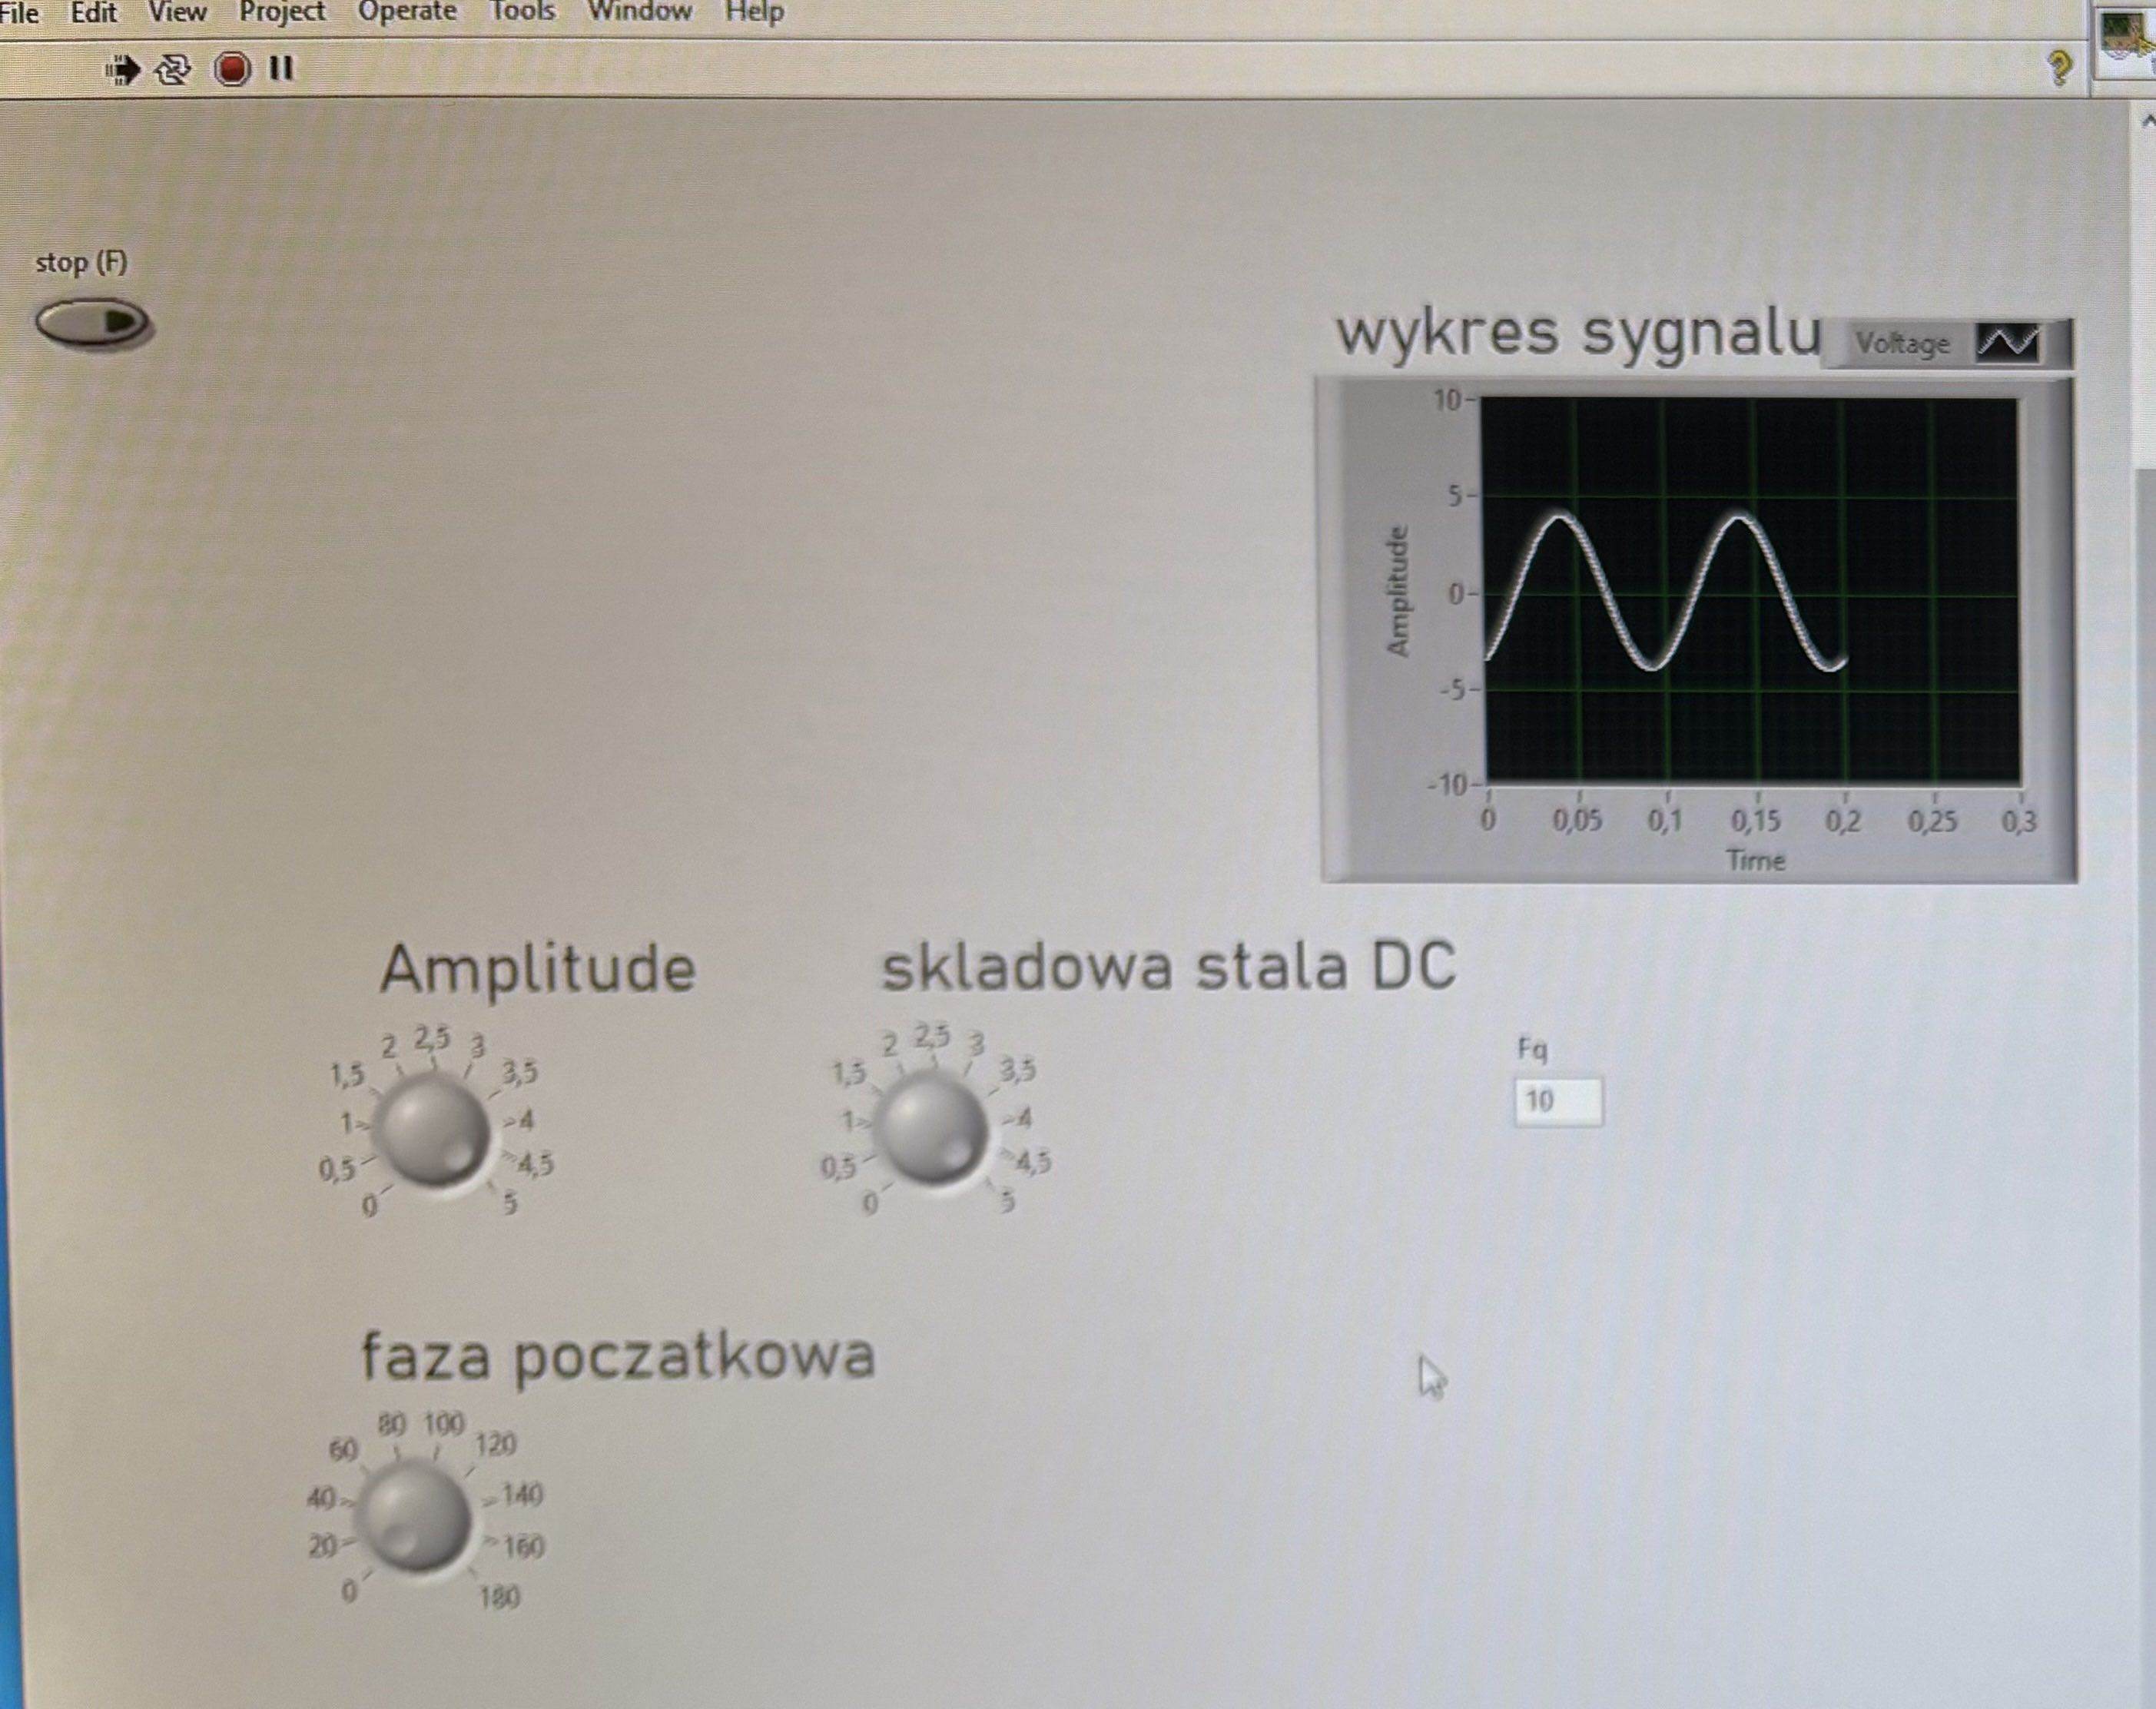 File Edit View Project Operate Tools Window Help
stop (F)
wykres sygnalu
Voltage
10
5
0
-5
-10
Amplitude
0 0,05 0,1 0,15 0,2 0,25 0,3
Time
Amplitude
0 0,5 1 1,5 2 2,5 3 3,5 4 4,5 5
skladowa stala DC
0 0,5 1 1,5 2 2,5 3 3,5 4 4,5 5
Fq
10
faza poczatkowa
0 20 40 60 80 100 120 140 160 180